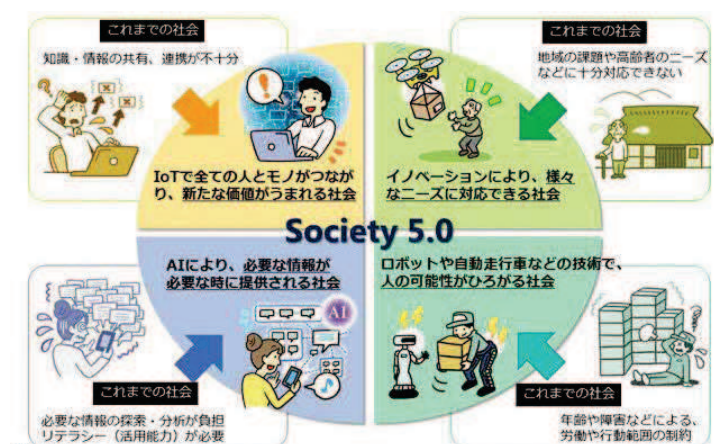 これまでの社会
知識・情報の共有、連携が不十分
IoTで全ての人とモノがつなが
り、新たな価値がうまれる社会
これまでの社会
地域の課題や高齢者のニーズ
などに十分対応できない
イノベーションにより、様々
なニーズに対応できる社会
Society 5.0
AIにより、必要な情報が
必要な時に提供される社会
AI
これまでの社会
必要な情報の探索・分析が負担
リテラシー（活用能力）が必要
ロボットや自動走行車などの技術で、
人の可能性がひろがる社会
これまでの社会
年齢や障害などによる、
労働や行動範囲の制約